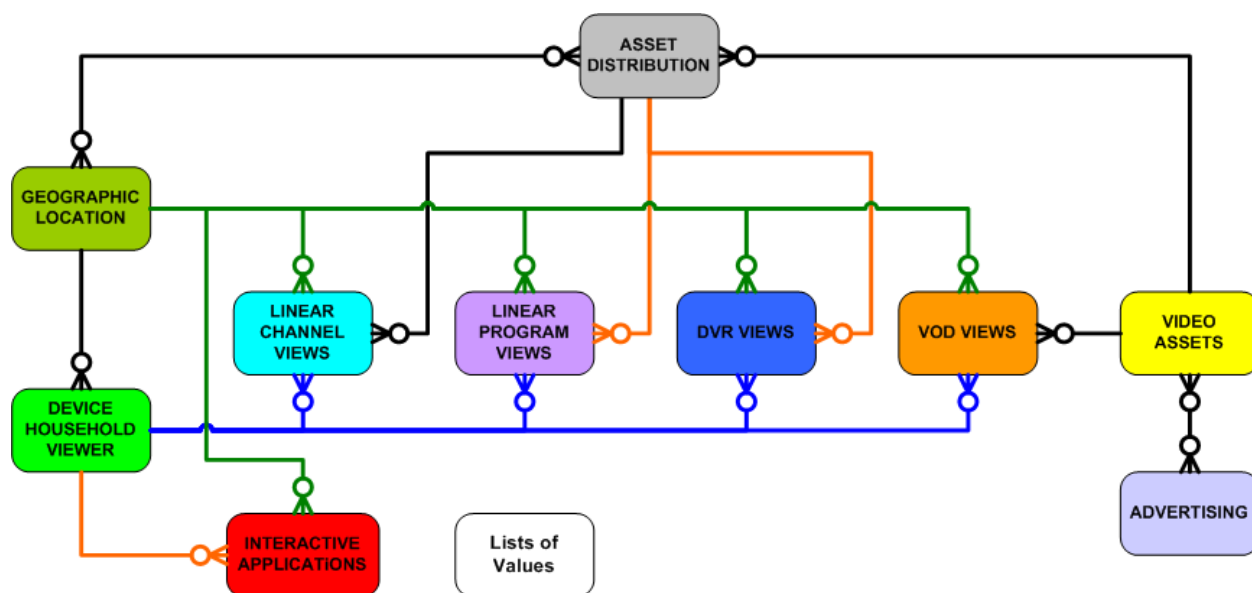 ASSET
DISTRIBUTION
GEOGRAPHIC
LOCATION
LINEAR
CHANNEL
VIEWS
LINEAR
PROGRAM
VIEWS
DVR VIEWS
VOD VIEWS
VIDEO
ASSETS
DEVICE
HOUSEHOLD
VIEWER
ADVERTISING
INTERACTIVE
APPLICATIONS
Lists of
Values